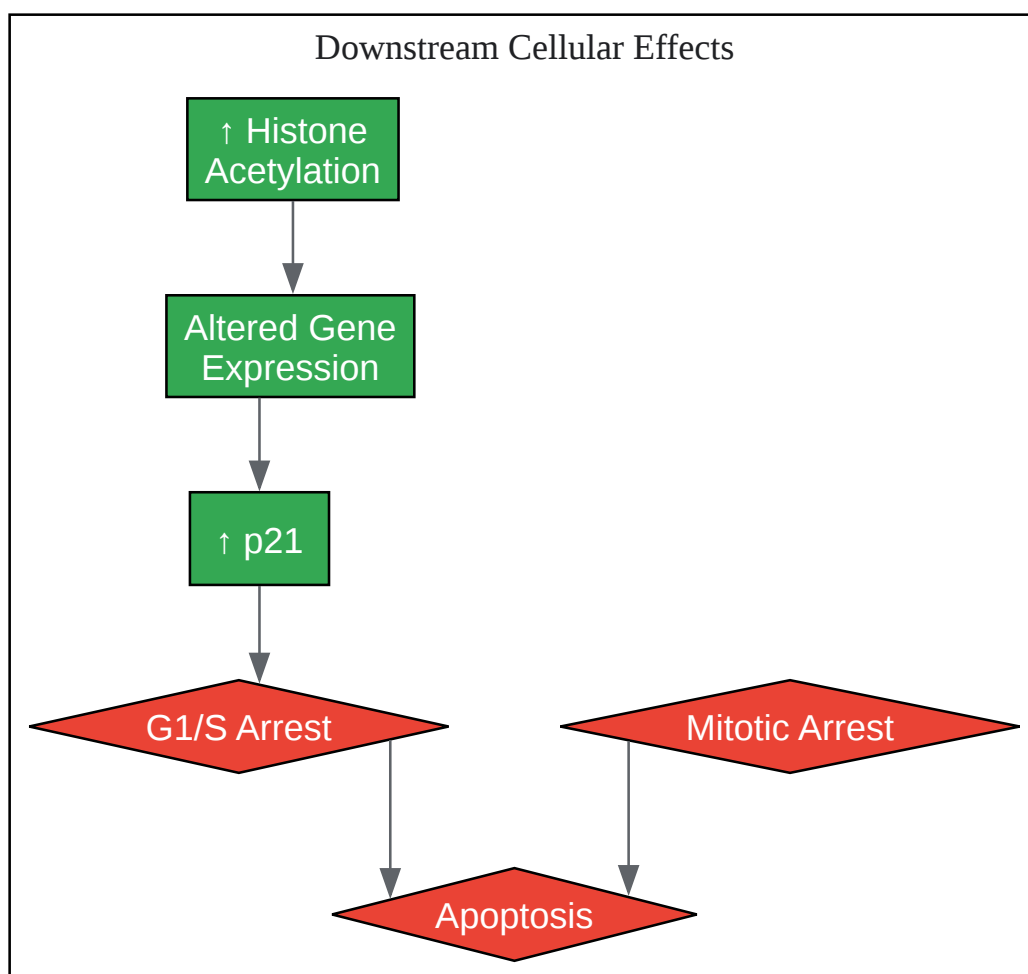 Downstream Cellular Effects
↑ Histone
Acetylation
Altered Gene
Expression
↑ p21
G1/S Arrest
Mitotic Arrest
Apoptosis